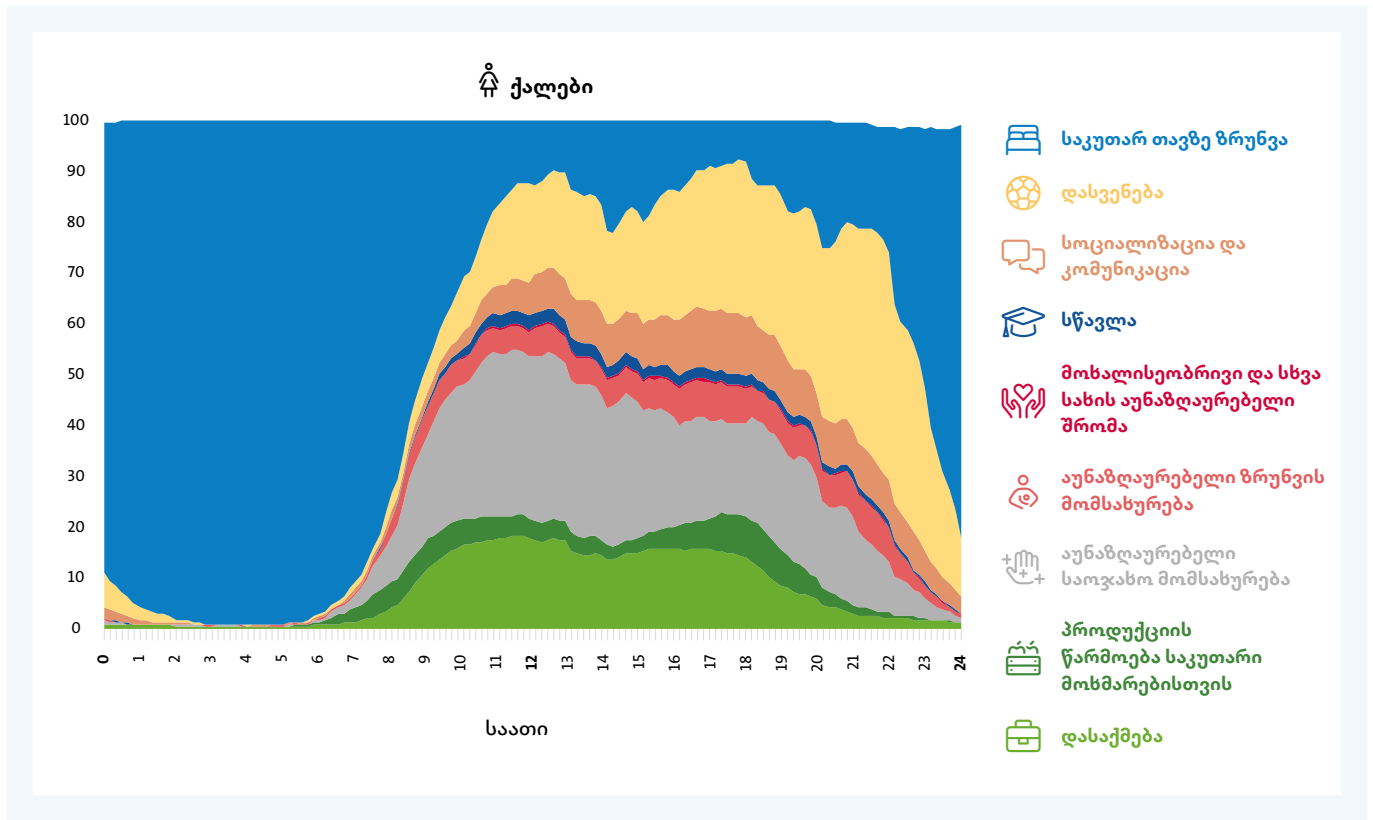 ქალები
100
90
80
70
60
50
40
30
20
10
0
0 1 2 3 4 5 6 7 8 9 10 11 12 13 14 15 16 17 18 19 20 21 22 23 24
საათი
საკუთარ თავზე ზრუნვა
დასვენება
სოციალიზაცია და
კომუნიკაცია
სწავლა
მოხალისეობრივი და სხვა
სახის აუნაზღაურებელი
შრომა
აუნაზღაურებელი ზრუნვის
მომსახურება
აუნაზღაურებელი
საოჯახო მომსახურება
პროდუქციის
წარმოება საკუთარი
მოხმარებისთვის
დასაქმება